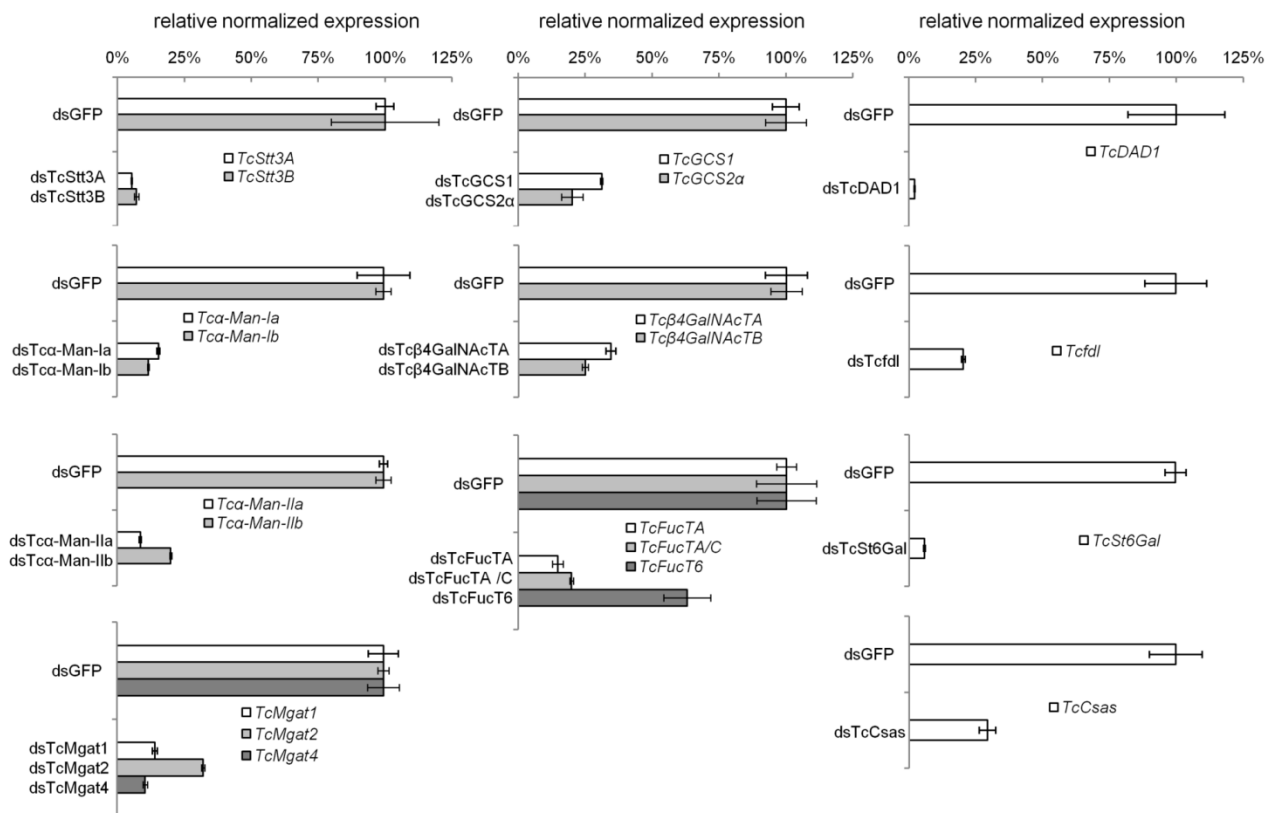 relative normalized expression
0% 25% 50% 75% 100% 125%
dsGFP
TcStt3A
TcStt3B
dsTcStt3A
dsTcStt3B
dsGFP
Tcα-Man-Ia
Tcα-Man-Ib
dsTcα-Man-Ia
dsTcα-Man-Ib
dsGFP
Tcα-Man-IIa
Tcα-Man-IIb
dsTcα-Man-IIa
dsTcα-Man-IIb
dsGFP
TcMgat1
TcMgat2
TcMgat4
dsTcMgat1
dsTcMgat2
dsTcMgat4
relative normalized expression
0% 25% 50% 75% 100% 125%
dsGFP
TcGCS1
TcGCS2α
dsTcGCS1
dsTcGCS2α
dsGFP
Tcβ4GalNAcTA
Tcβ4GalNAcTB
dsTcβ4GalNAcTA
dsTcβ4GalNAcTB
dsGFP
TcFucTA
TcFucTA/C
TcFucT6
dsTcFucTA
dsTcFucTA /C
dsTcFucT6
relative normalized expression
0% 25% 50% 75% 100% 125%
dsGFP
TcDAD1
dsTcDAD1
dsGFP
Tcfdl
dsTcfdl
dsGFP
TcSt6Gal
dsTcSt6Gal
dsGFP
TcCsas
dsTcCsas